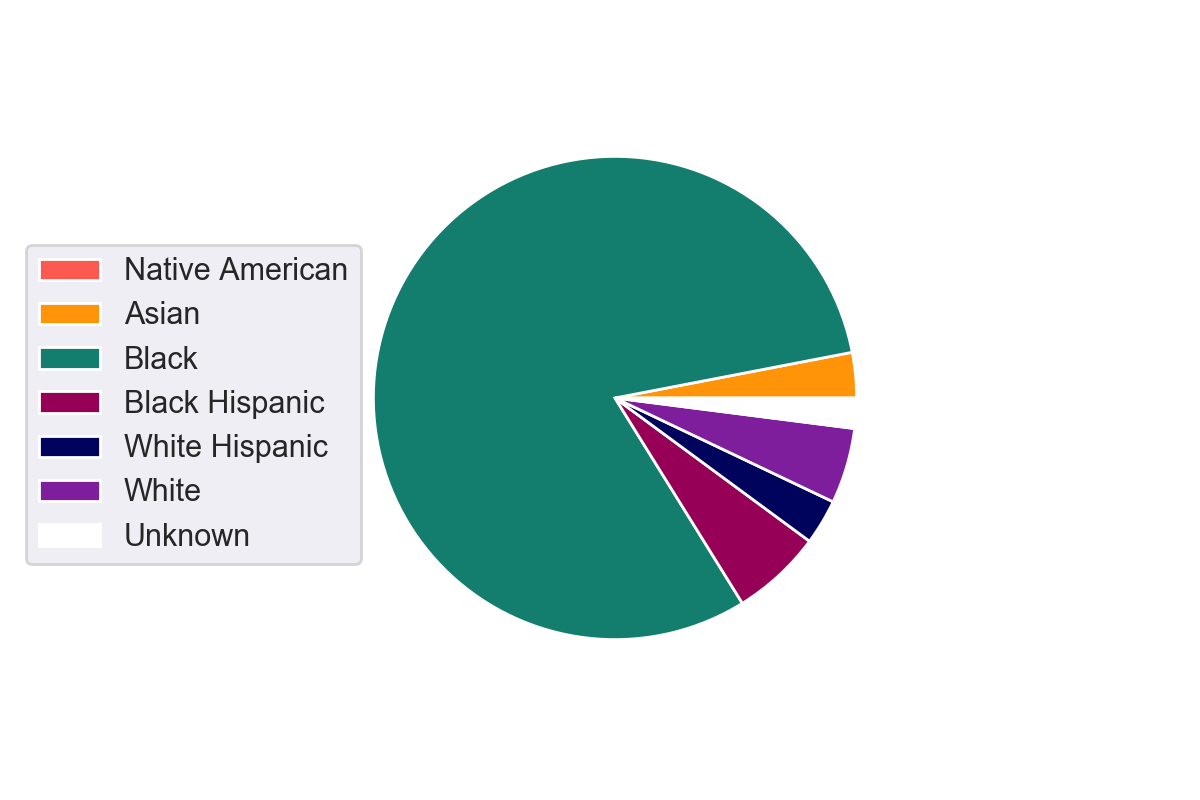 Native American
Asian
Black
Black Hispanic
White Hispanic
White
Unknown